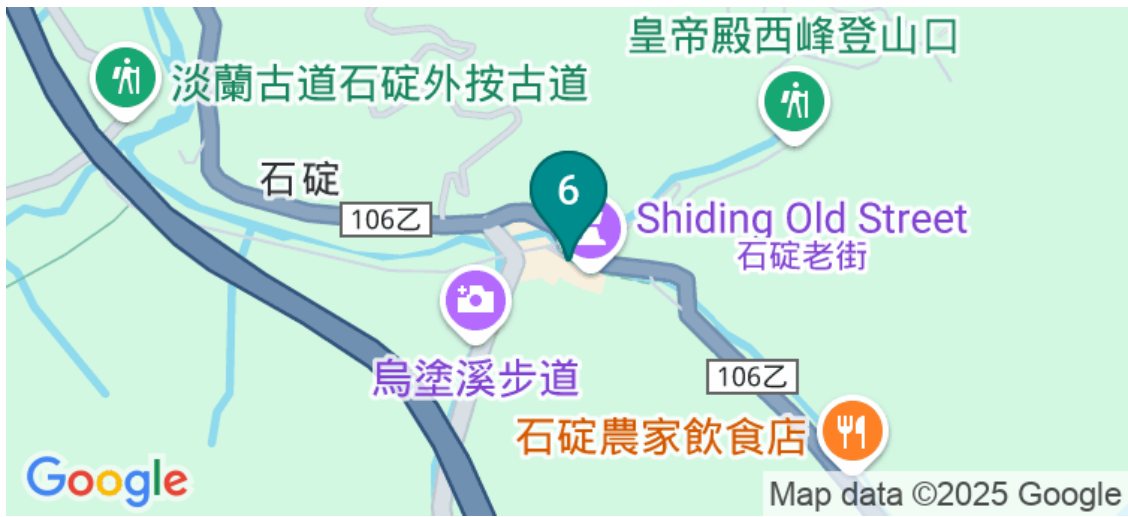 皇帝殿西峰登山口
淡蘭古道石碇外按古道
石碇
6
106乙
Shiding Old Street
石碇老街
烏塗溪步道
106乙
石碇農家飲食店
Google
Map data ©2025 Google